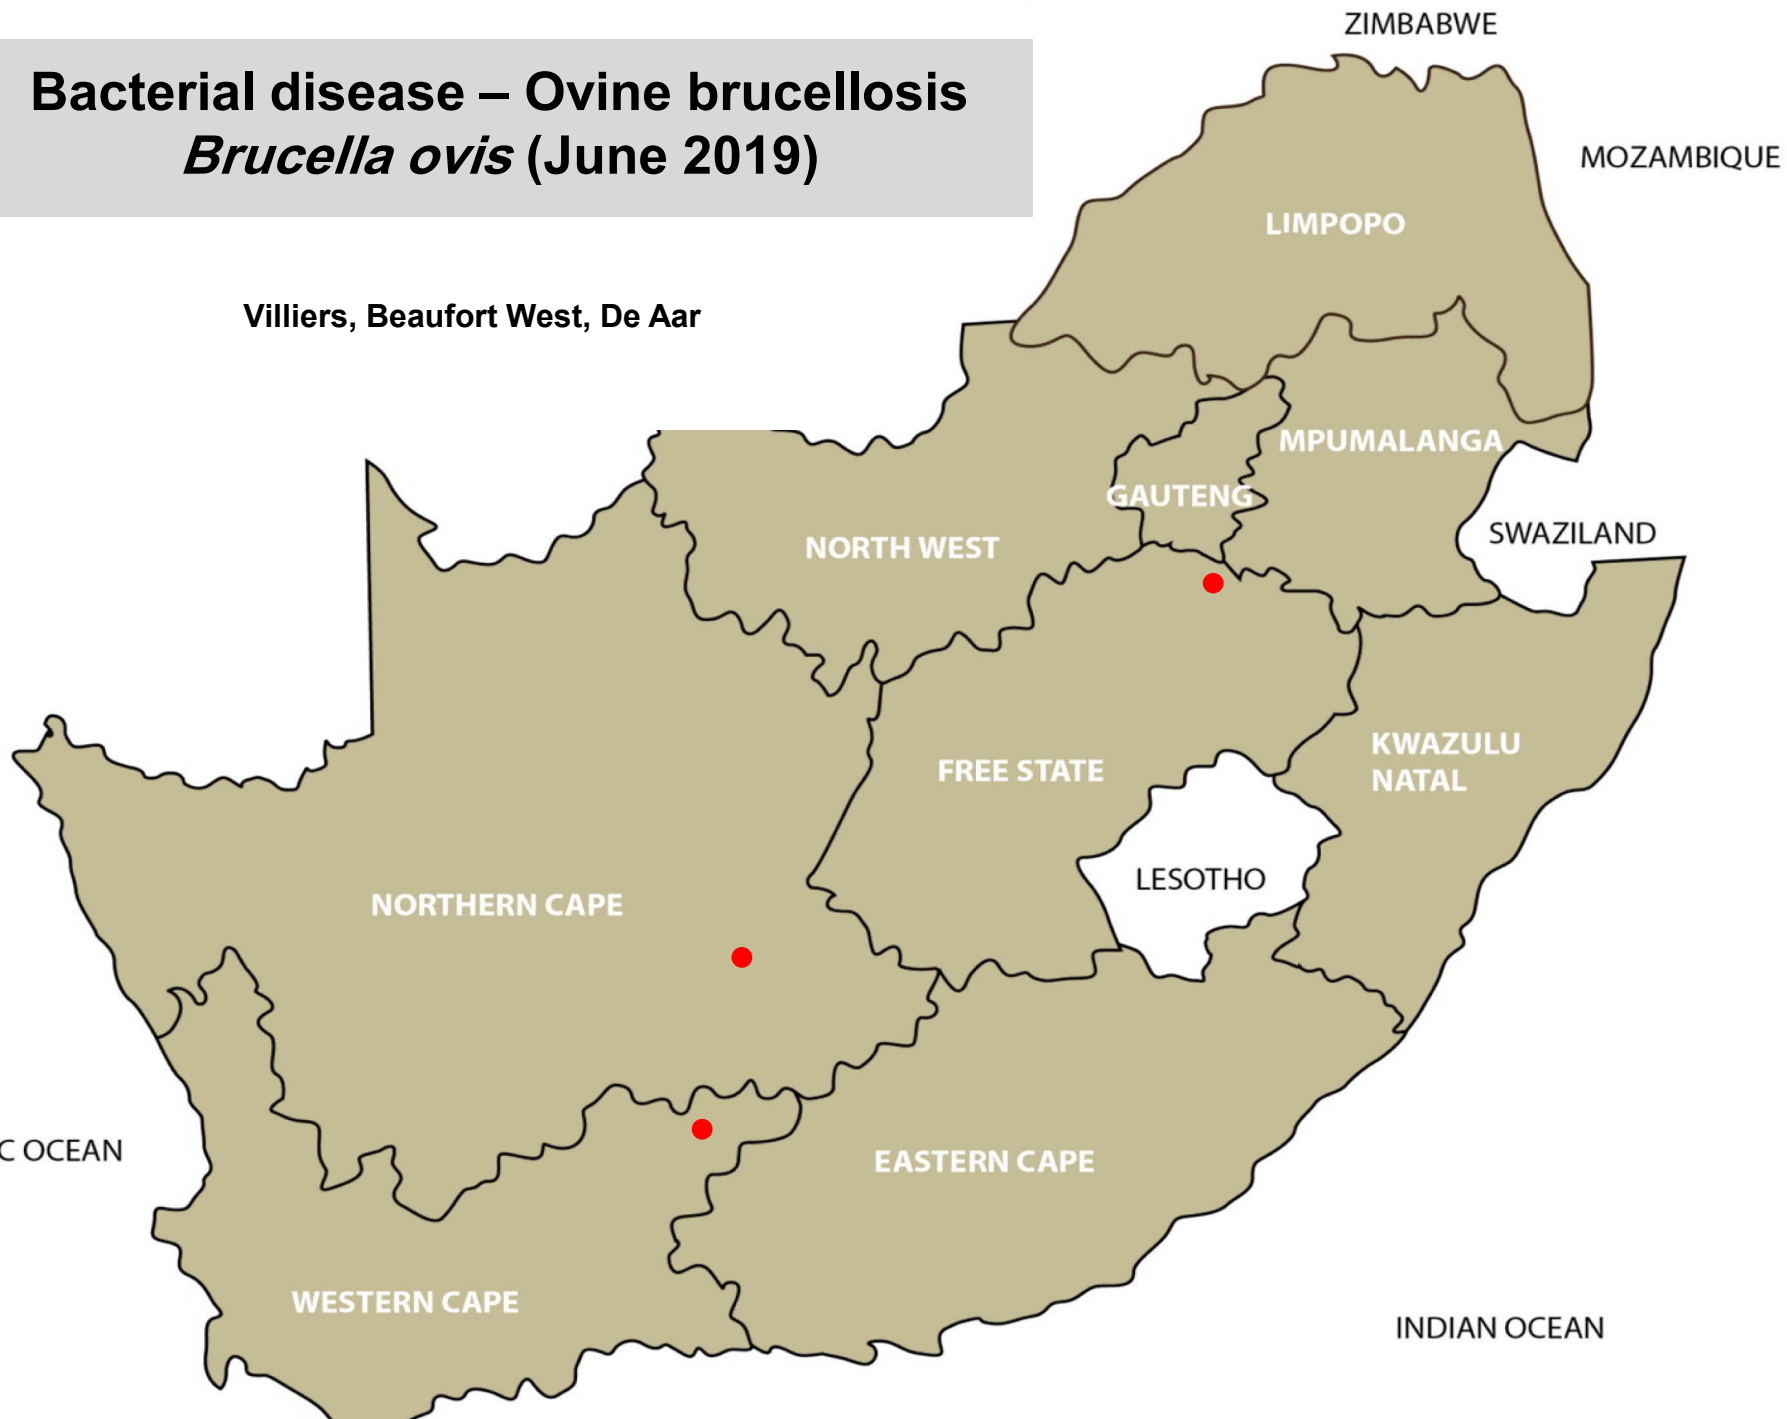 ZIMBABWE
Bacterial disease – Ovine brucellosis
Brucella ovis (June 2019)
MOZAMBIQUE
LIMPOPO
Villiers, Beaufort West, De Aar
MPUMALANGA
GAUTENG
SWAZILAND
NORTH WEST
KWAZULU
NATAL
FREE STATE
LESOTHO
NORTHERN CAPE
C OCEAN
EASTERN CAPE
WESTERN CAPE
INDIAN OCEAN